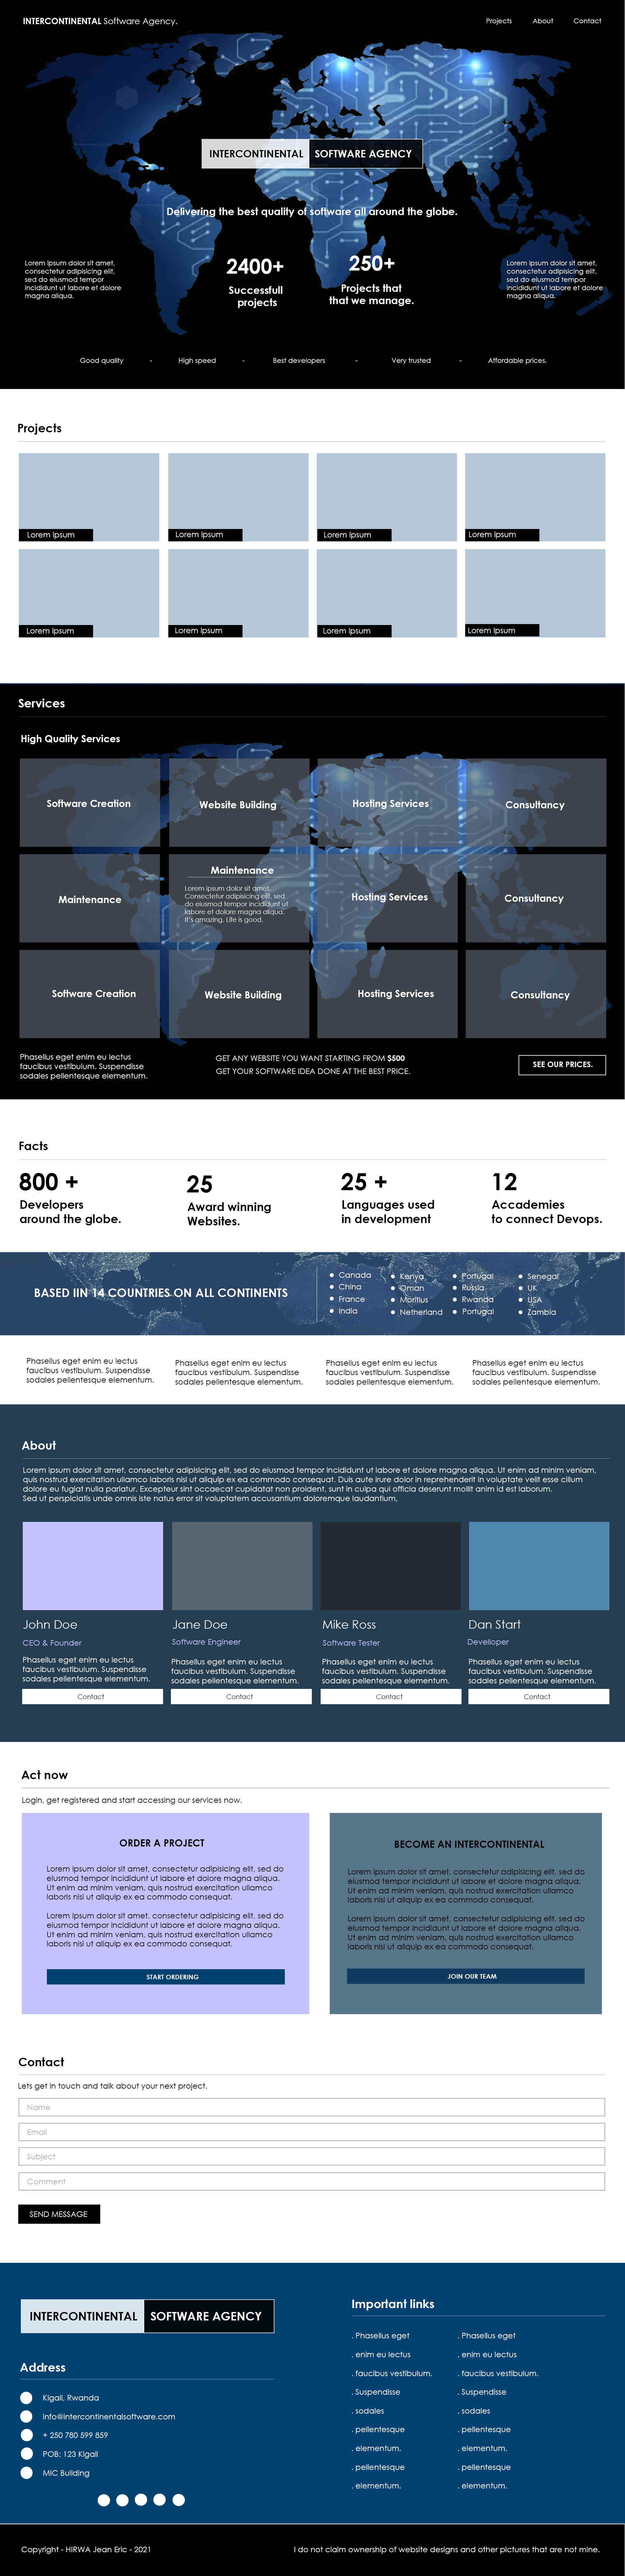 INTERCONTINENTAL Software Agency.
Projects About Contact
INTERCONTINENTAL SOFTWARE AGENCY
Delivering the best quality of software all around the globe.
Lorem ipsum dolor sit amet,
consectetur adipisicing elit,
sed do eiusmod tempor
incididunt ut labore et dolore
magna aliqua.
2400+
Successfull
projects
250+
Projects that
that we manage.
Lorem ipsum dolor sit amet,
consectetur adipisicing elit,
sed do eiusmod tempor
incididunt ut labore et dolore
magna aliqua.
Good quality - High speed - Best developers - Very trusted - Affordable prices.
Projects
Lorem Ipsum Lorem Ipsum Lorem Ipsum Lorem Ipsum
Lorem Ipsum Lorem Ipsum Lorem Ipsum Lorem Ipsum
Services
High Quality Services
Software Creation Website Building Hosting Services Consultancy
Maintenance
Maintenance
Lorem ipsum dolor sit amet.
Consectetur adipisicing elit, sed
do eiusmod tempor incididunt ut
labore et dolore magna aliqua.
It's amazing. Life is good.
Hosting Services Consultancy
Software Creation Website Building Hosting Services Consultancy
Phasellus eget enim eu lectus
faucibus vestibulum. Suspendisse
sodales pellentesque elementum.
GET ANY WEBSITE YOU WANT STARTING FROM $500
GET YOUR SOFTWARE IDEA DONE AT THE BEST PRICE.
SEE OUR PRICES.
Facts
800 +
Developers
around the globe.
25
Award winning
Websites.
25 +
Languages used
in development
12
Accademies
to connect Devops.
BASED IIN 14 COUNTRIES ON ALL CONTINENTS
Canada
China
France
India
Kenya
Oman
Moritius
Netherland
Portugal
Russia
Rwanda
Portugal
Senegal
UK
USA
Zambia
Phasellus eget enim eu lectus
faucibus vestibulum. Suspendisse
sodales pellentesque elementum.
Phasellus eget enim eu lectus
faucibus vestibulum. Suspendisse
sodales pellentesque elementum.
Phasellus eget enim eu lectus
faucibus vestibulum. Suspendisse
sodales pellentesque elementum.
Phasellus eget enim eu lectus
faucibus vestibulum. Suspendisse
sodales pellentesque elementum.
About
Lorem ipsum dolor sit amet, consectetur adipisicing elit, sed do eiusmod tempor incididunt ut labore et dolore magna aliqua. Ut enim ad minim veniam,
quis nostrud exercitation ullamco laboris nisi ut aliquip ex ea commodo consequat. Duis aute irure dolor in reprehenderit in voluptate velit esse cillum
dolore eu fugiat nulla pariatur. Excepteur sint occaecat cupidatat non proident, sunt in culpa qui officia deserunt mollit anim id est laborum.
Sed ut perspiciatis unde omnis iste natus error sit voluptatem accusantium doloremque laudantium,
John Doe
CEO & Founder
Phasellus eget enim eu lectus
faucibus vestibulum. Suspendisse
sodales pellentesque elementum.
Contact
Jane Doe
Software Engineer
Phasellus eget enim eu lectus
faucibus vestibulum. Suspendisse
sodales pellentesque elementum.
Contact
Mike Ross
Software Tester
Phasellus eget enim eu lectus
faucibus vestibulum. Suspendisse
sodales pellentesque elementum.
Contact
Dan Start
Develloper
Phasellus eget enim eu lectus
faucibus vestibulum. Suspendisse
sodales pellentesque elementum.
Contact
Act now
Login, get registered and start accessing our services now.
ORDER A PROJECT
Lorem ipsum dolor sit amet, consectetur adipisicing elit, sed do
eiusmod tempor incididunt ut labore et dolore magna aliqua.
Ut enim ad minim veniam, quis nostrud exercitation ullamco
laboris nisi ut aliquip ex ea commodo consequat.
Lorem ipsum dolor sit amet, consectetur adipisicing elit, sed do
eiusmod tempor incididunt ut labore et dolore magna aliqua.
Ut enim ad minim veniam, quis nostrud exercitation ullamco
laboris nisi ut aliquip ex ea commodo consequat.
START ORDERING
BECOME AN INTERCONTINENTAL
Lorem ipsum dolor sit amet, consectetur adipisicing elit, sed do
eiusmod tempor incididunt ut labore et dolore magna aliqua.
Ut enim ad minim veniam, quis nostrud exercitation ullamco
laboris nisi ut aliquip ex ea commodo consequat.
Lorem ipsum dolor sit amet, consectetur adipisicing elit, sed do
eiusmod tempor incididunt ut labore et dolore magna aliqua.
Ut enim ad minim veniam, quis nostrud exercitation ullamco
laboris nisi ut aliquip ex ea commodo consequat.
JOIN OUR TEAM
Contact
Lets get in touch and talk about your next project.
Name
Email
Subject
Comment
SEND MESSAGE
INTERCONTINENTAL SOFTWARE AGENCY
Address
Kigali, Rwanda
info@intercontinentalsoftware.com
+ 250 780 599 859
POB: 123 Kigali
MIC Building
Important links
. Phasellus eget
. enim eu lectus
. faucibus vestibulum.
. Suspendisse
. sodales
. pellentesque
. elementum.
. pellentesque
. elementum.
. Phasellus eget
. enim eu lectus
. faucibus vestibulum.
. Suspendisse
. sodales
. pellentesque
. elementum.
. pellentesque
. elementum.
Copyright - HIRWA Jean Eric - 2021
I do not claim ownership of website designs and other pictures that are not mine.